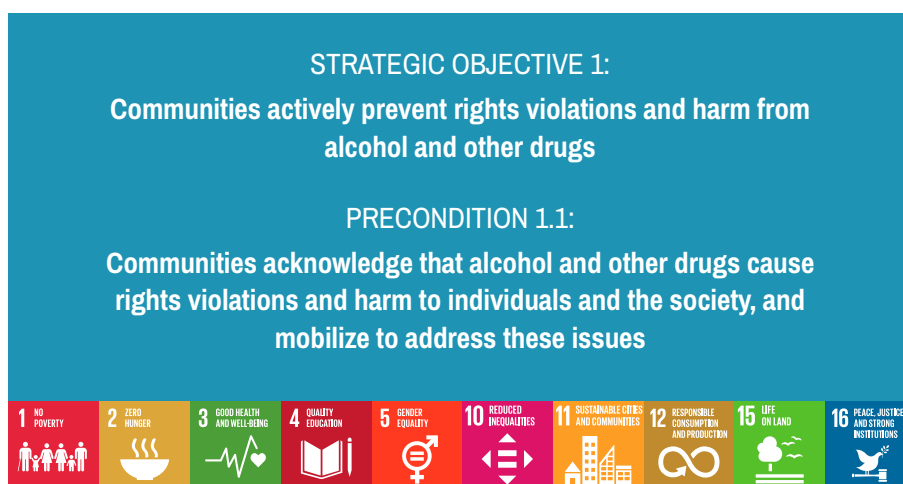 STRATEGIC OBJECTIVE 1:
Communities actively prevent rights violations and harm from
alcohol and other drugs
PRECONDITION 1.1:
Communities acknowledge that alcohol and other drugs cause
rights violations and harm to individuals and the society, and
mobilize to address these issues
1 NO
POVERTY
2 ZERO
HUNGER
3 GOOD HEALTH
AND WELL-BEING
4 QUALITY
EDUCATION
5 GENDER
EQUALITY
10 REDUCED
INEQUALITIES
11 SUSTAINABLE CITIES
AND COMMUNITIES
12 RESPONSIBLE
CONSUMPTION
AND PRODUCTION
15 LIFE
ON LAND
16 PEACE, JUSTICE
AND STRONG
INSTITUTIONS